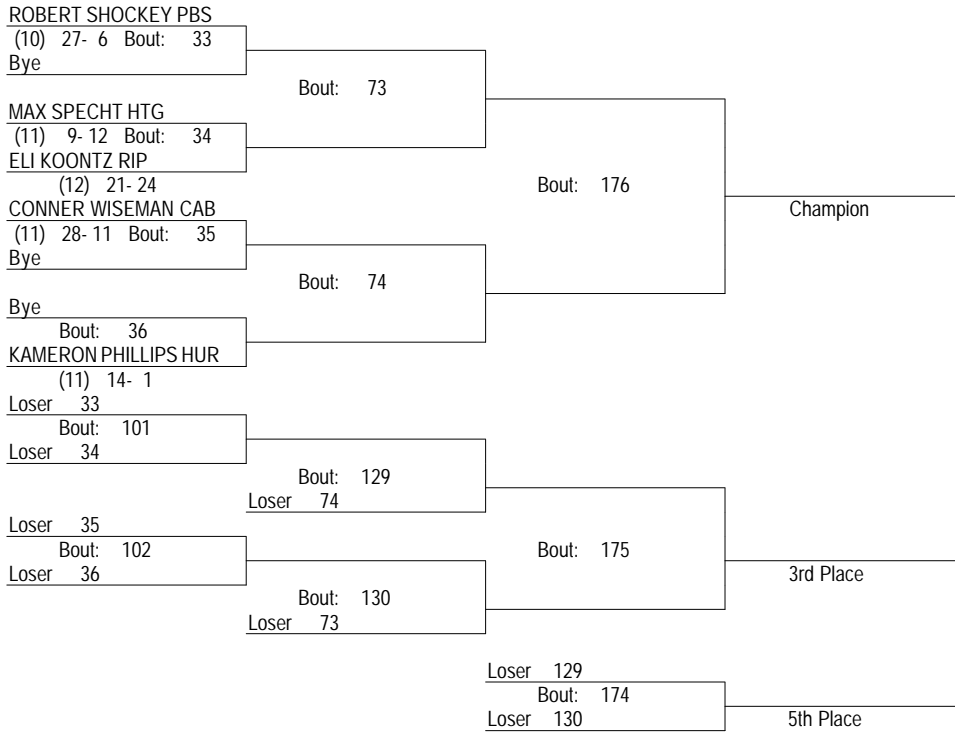 ROBERT SHOCKEY PBS
(10) 27- 6 Bout: 33
Bye
Bout: 73
MAX SPECHT HTG
(11) 9- 12 Bout: 34
ELI KOONTZ RIP
(12) 21- 24
Bout: 176
CONNER WISEMAN CAB
Champion
(11) 28- 11 Bout: 35
Bye
Bout: 74
Bye
Bout: 36
KAMERON PHILLIPS HUR
(11) 14- 1
Loser 33
Bout: 101
Loser 34
Bout: 129
Loser 74
Loser 35
Bout: 102
Bout: 175
Loser 36
3rd Place
Bout: 130
Loser 73
Loser 129
Bout: 174
Loser 130
5th Place